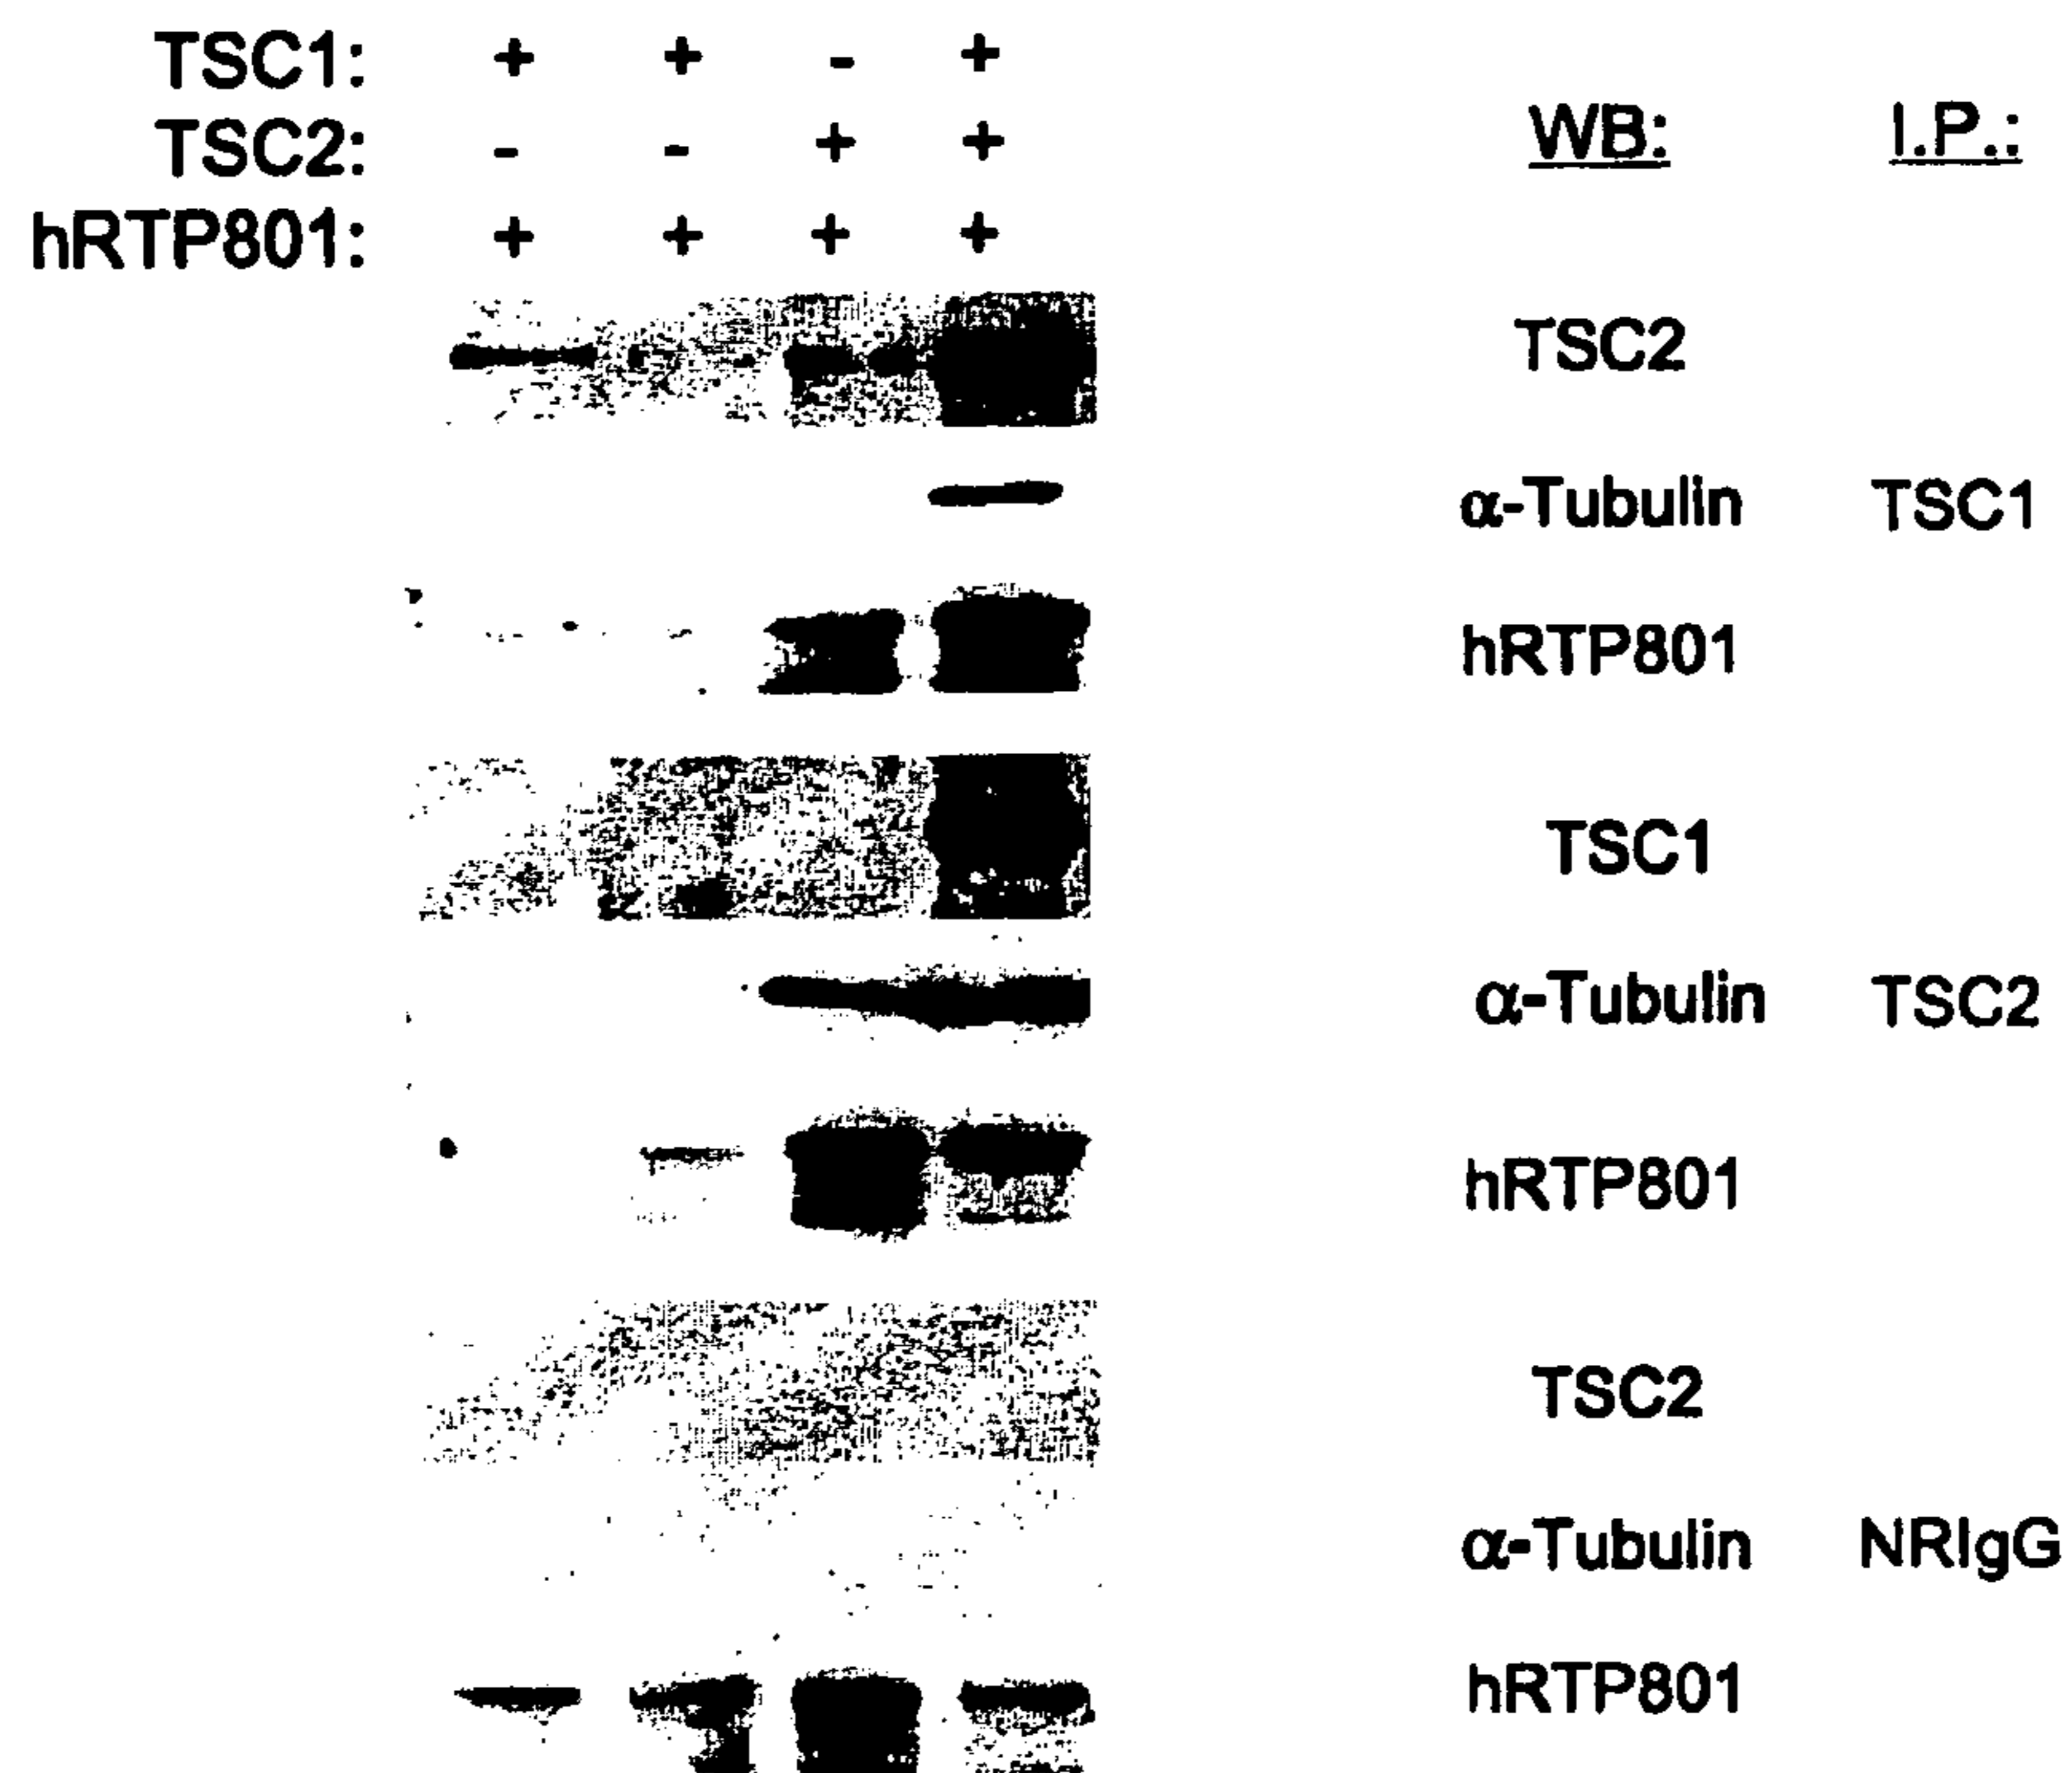 TSC1: + + - +
TSC2: - - + + WB: I.P.:
hRTP801: + + + +
TSC2
α-Tubulin TSC1
hRTP801
TSC1
α-Tubulin TSC2
hRTP801
TSC2
α-Tubulin NRIgG
hRTP801